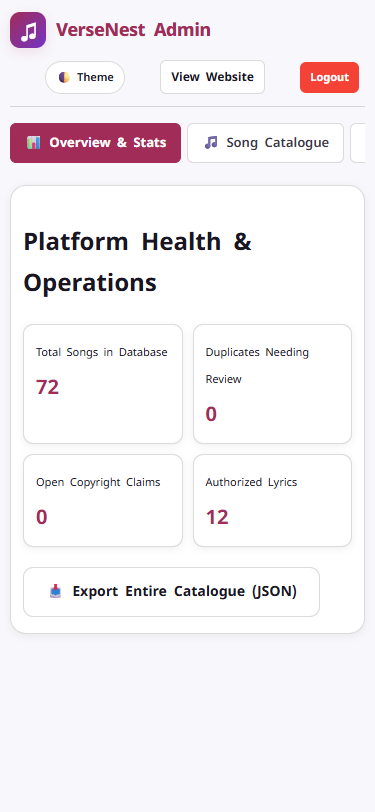 VerseNest Admin
Theme
View Website
Logout
Overview & Stats
Song Catalogue
Platform Health &
Operations
Total Songs in Database
72
Duplicates Needing
Review
0
Open Copyright Claims
0
Authorized Lyrics
12
Export Entire Catalogue (JSON)